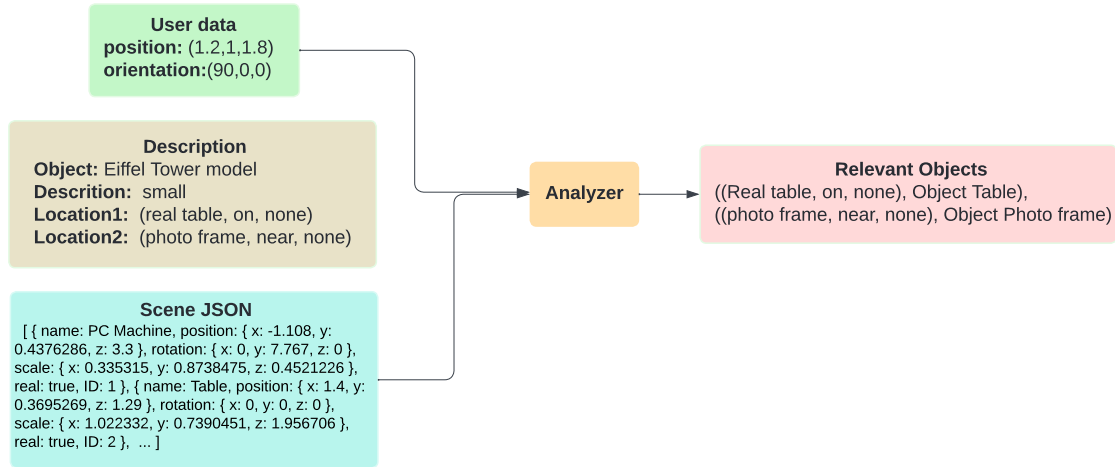 User data
position: (1.2,1,1.8)
orientation:(90,0,0)
Description
Object: Eiffel Tower model
Descrition: small
Location1: (real table, on, none)
Location2: (photo frame, near, none)
Scene JSON
[ { name: PC Machine, position: { x: -1.108, y:
0.4376286, z: 3.3 }, rotation: { x: 0, y: 7.767, z: 0 },
scale: { x: 0.335315, y: 0.8738475, z: 0.4521226 },
real: true, ID: 1 }, { name: Table, position: { x: 1.4, y:
0.3695269, z: 1.29 }, rotation: { x: 0, y: 0, z: 0 },
scale: { x: 1.022332, y: 0.7390451, z: 1.956706 },
real: true, ID: 2 }, ... ]
Analyzer
Relevant Objects
((Real table, on, none), Object Table),
((photo frame, near, none), Object Photo frame)